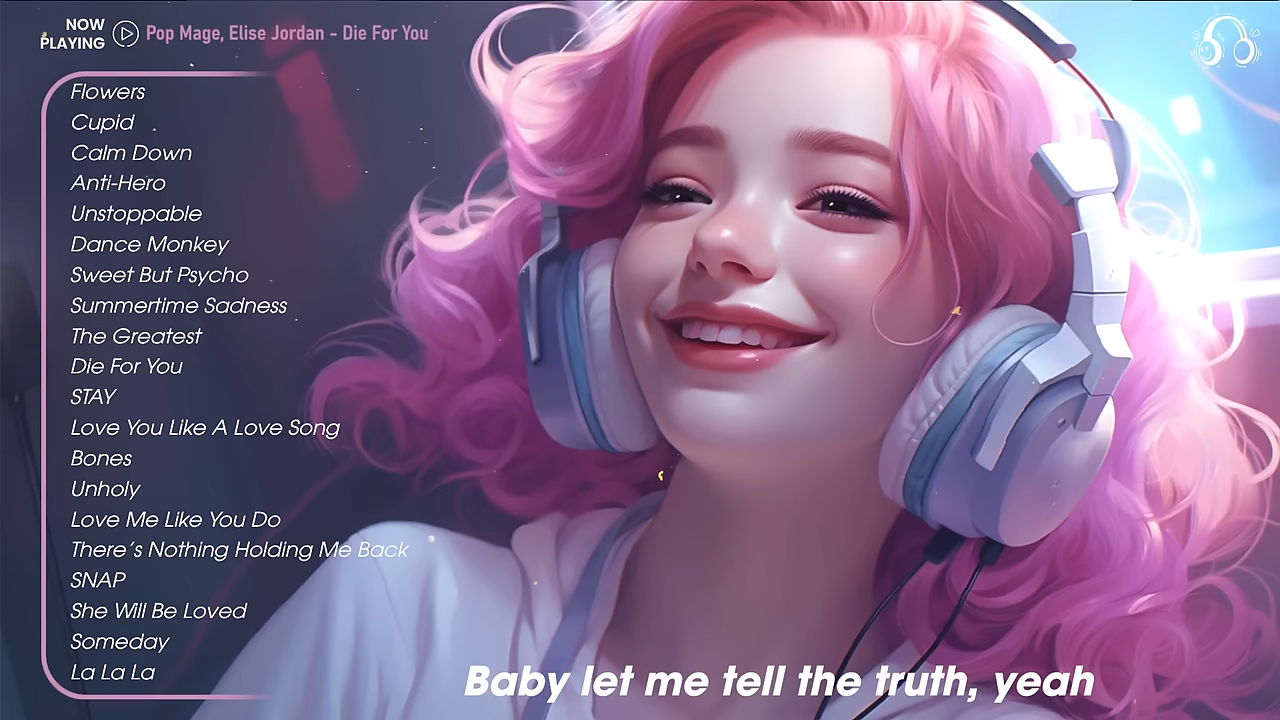 NOW
PLAYING
Pop Mage, Elise Jordan - Die For You
Flowers
Cupid
Calm Down
Anti-Hero
Unstoppable
Dance Monkey
Sweet But Psycho
Summertime Sadness
The Greatest
Die For You
STAY
Love You Like A Love Song
Bones
Unholy
Love Me Like You Do
There's Nothing Holding Me Back
SNAP
She Will Be Loved
Someday
La La La
Baby let me tell the truth, yeah